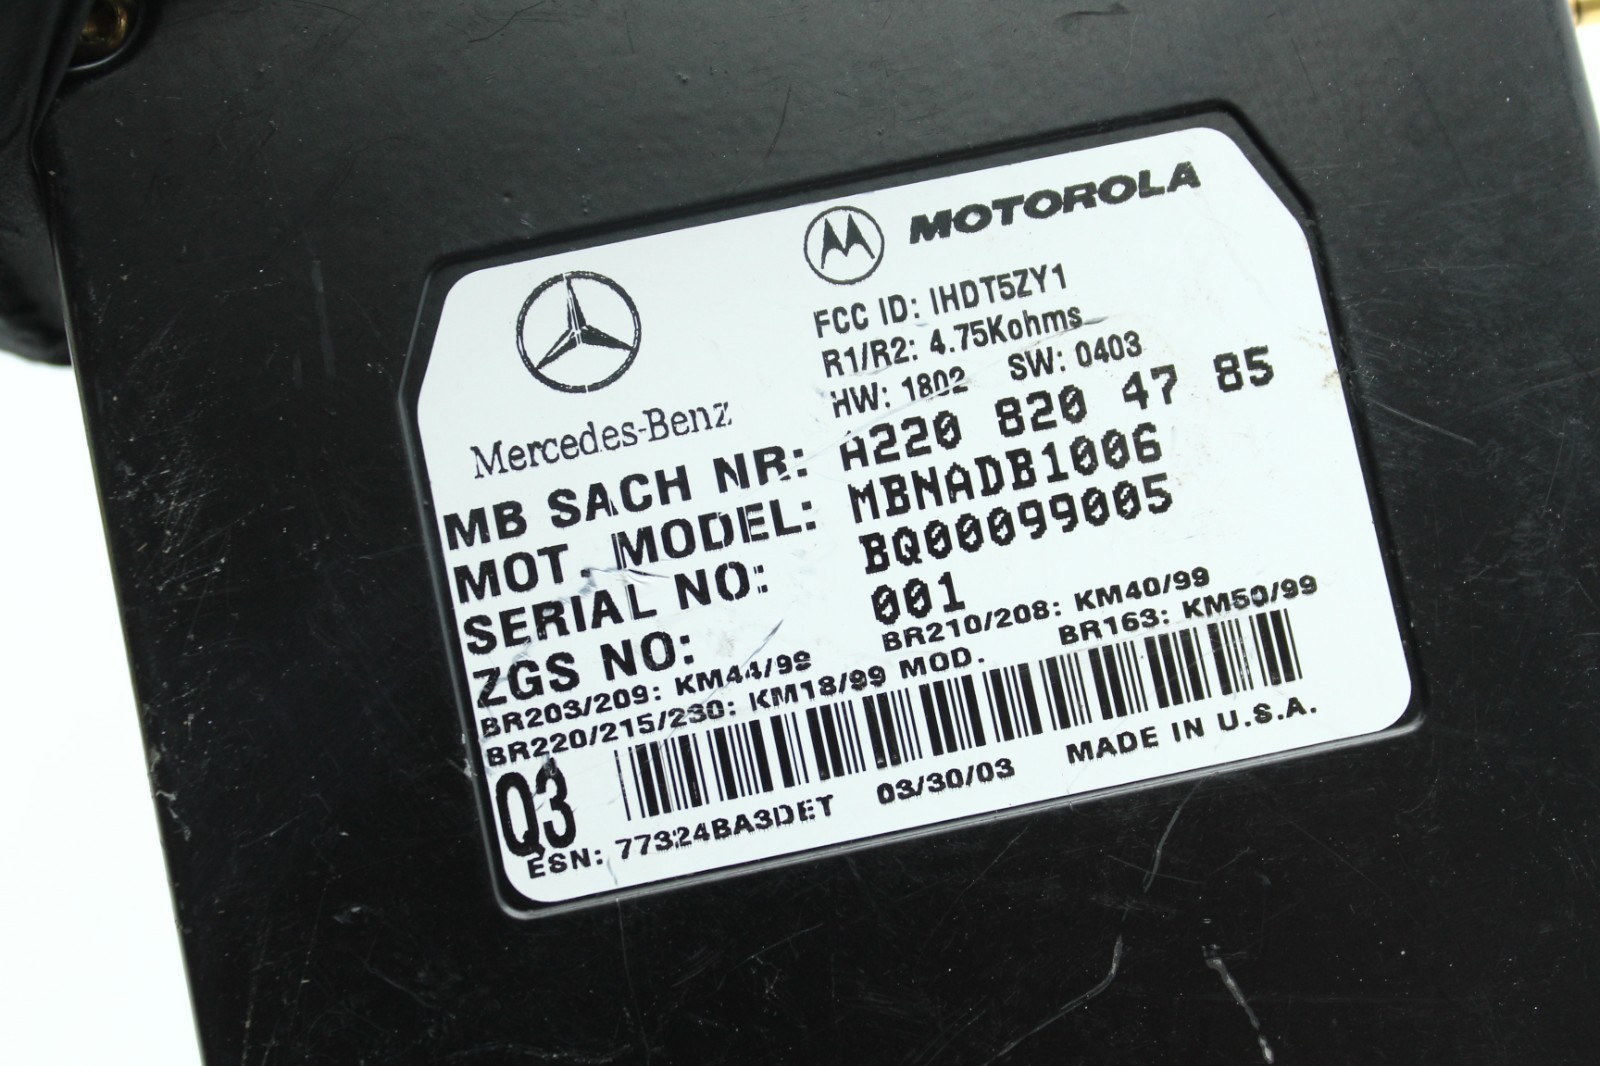 MOTOROLA
Mercedes-Benz
FCC ID: IHDT5ZY1
R1/R2: 4.75Kohms
HW: 1802 SW: 0403
MB SACH NR: A220 820 47 85
MOT. MODEL: MBNADB1006
SERIAL NO: BQ00099005
ZGS NO: 001
BR203/209: KM44/99 BR210/208: KM40/99
BR220/215/230: KM18/99 MOD. BR163: KM50/99
Q3
ESN: 77324BA3DET 03/30/03 MADE IN U.S.A.